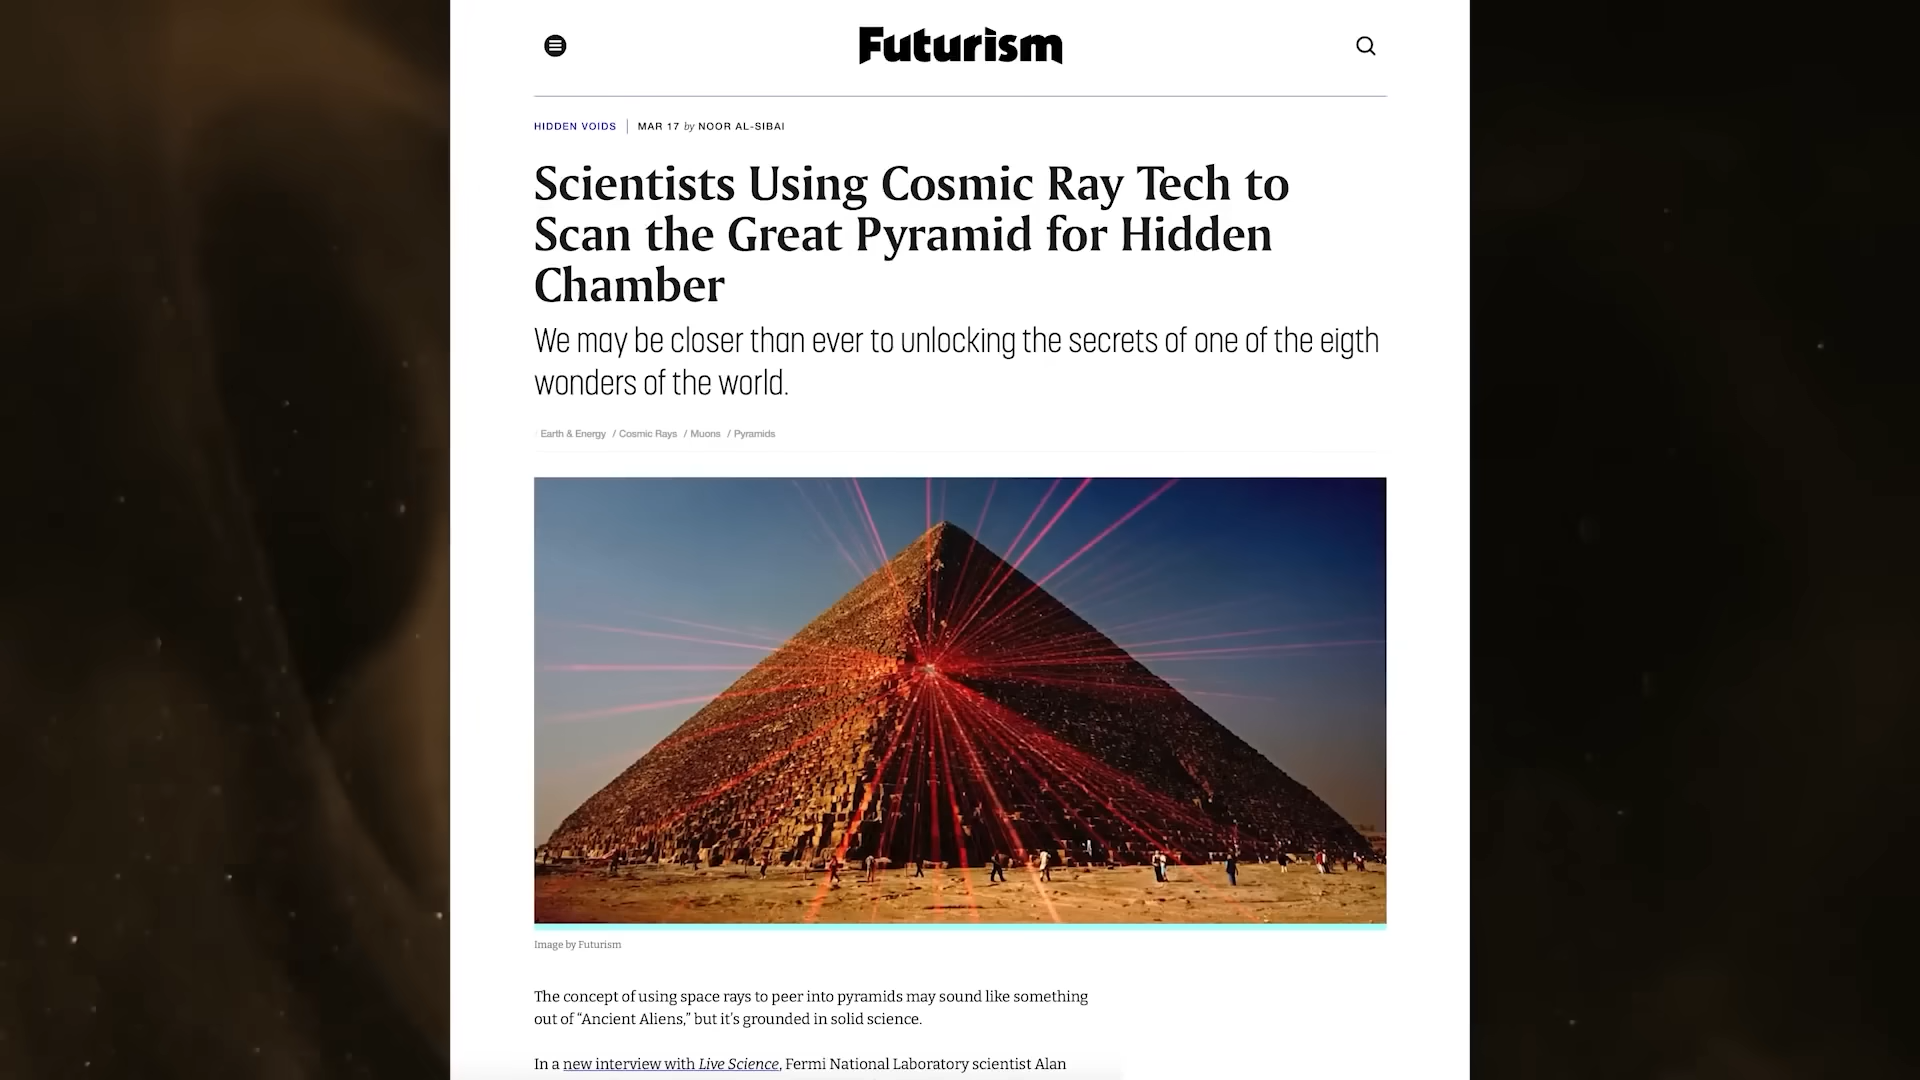 Futurism
HIDDEN VOIDS | MAR 17 by NOOR AL-SIBAI
Scientists Using Cosmic Ray Tech to
Scan the Great Pyramid for Hidden
Chamber
We may be closer than ever to unlocking the secrets of one of the eigth
wonders of the world.
Earth & Energy / Cosmic Rays / Muons / Pyramids
Image by Futurism
The concept of using space rays to peer into pyramids may sound like something
out of “Ancient Aliens,” but it’s grounded in solid science.
In a new interview with Live Science, Fermi National Laboratory scientist Alan